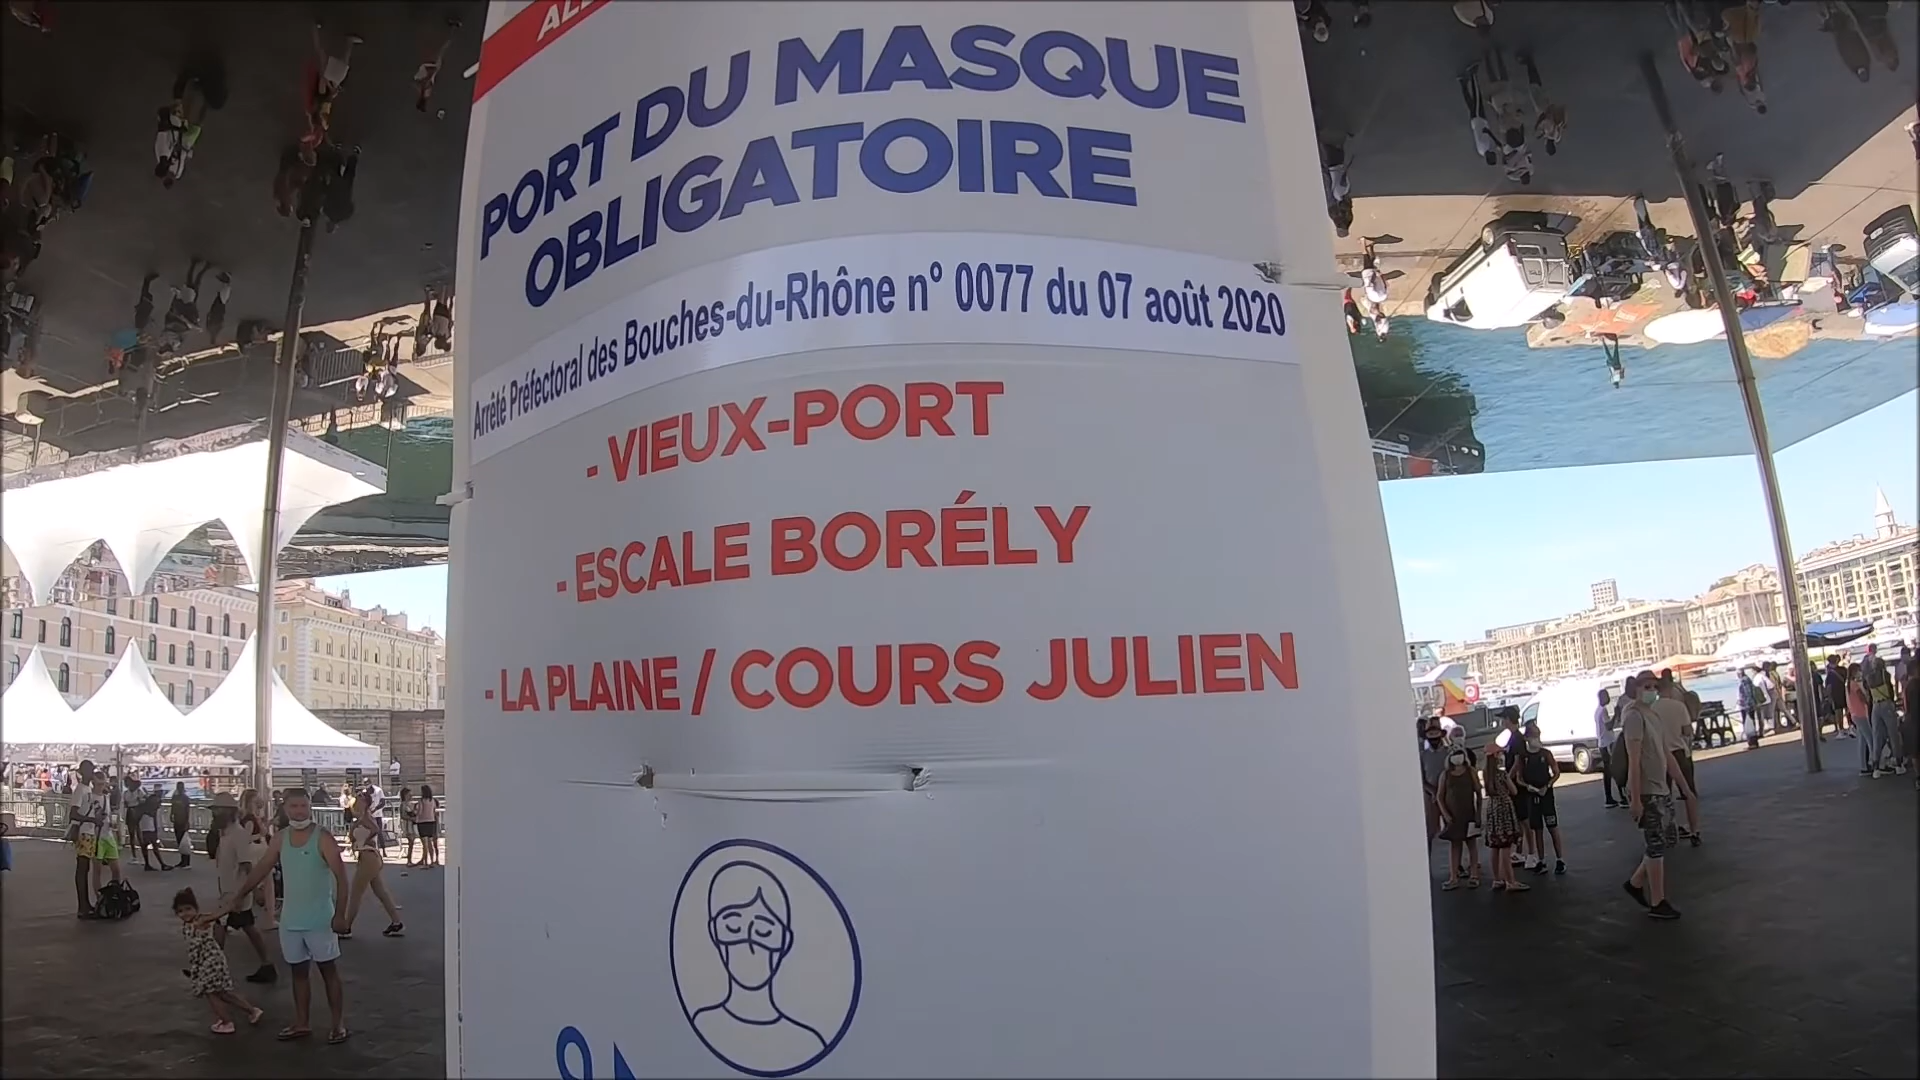 PORT DU MASQUE
OBLIGATOIRE
Arrêté Préfectoral des Bouches-du-Rhône n° 0077 du 07 août 2020
- VIEUX-PORT
- ESCALE BORÉLY
- LA PLAINE / COURS JULIEN